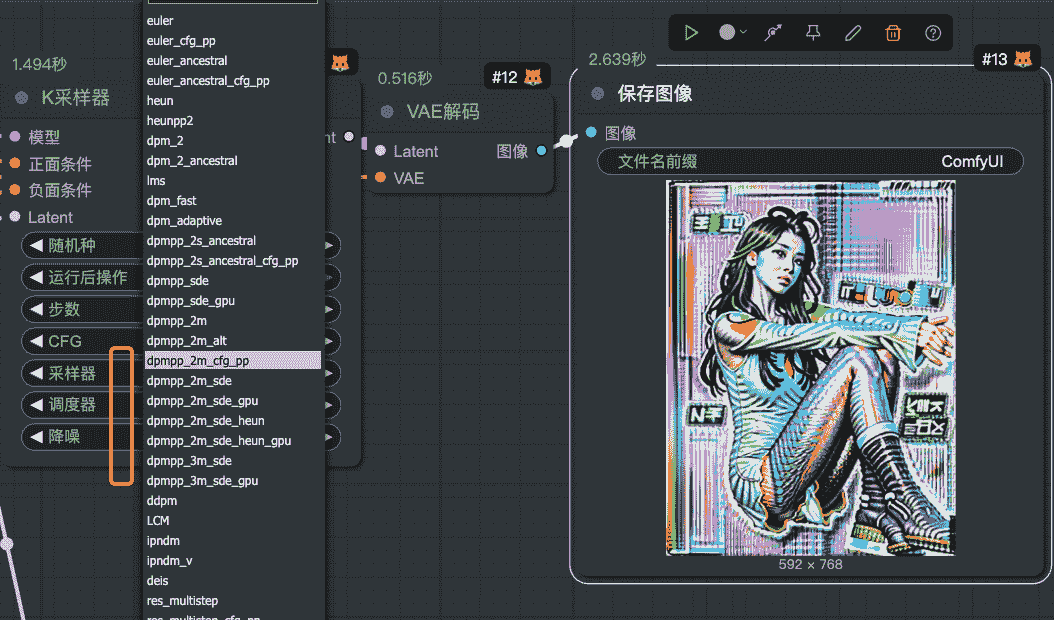 1.494秒
K采样器
模型
正面条件
负面条件
Latent
随机种
运行后操作
步数
CFG
采样器
调度器
降噪
euler
euler_cfg_pp
euler_ancestral
euler_ancestral_cfg_pp
heun
heunpp2
dpm_2
dpm_2_ancestral
lms
dpm_fast
dpm_adaptive
dpmpp_2s_ancestral
dpmpp_2s_ancestral_cfg_pp
dpmpp_sde
dpmpp_sde_gpu
dpmpp_2m
dpmpp_2m_alt
dpmpp_2m_cfg_pp
dpmpp_2m_sde
dpmpp_2m_sde_gpu
dpmpp_2m_sde_heun
dpmpp_2m_sde_heun_gpu
dpmpp_3m_sde
dpmpp_3m_sde_gpu
ddpm
LCM
ipndm
ipndm_v
deis
res_multistep
nt
0.516秒
#12
VAE解码
Latent
图像
VAE
2.639秒
#13
保存图像
图像
文件名前缀 ComfyUI
592 × 768